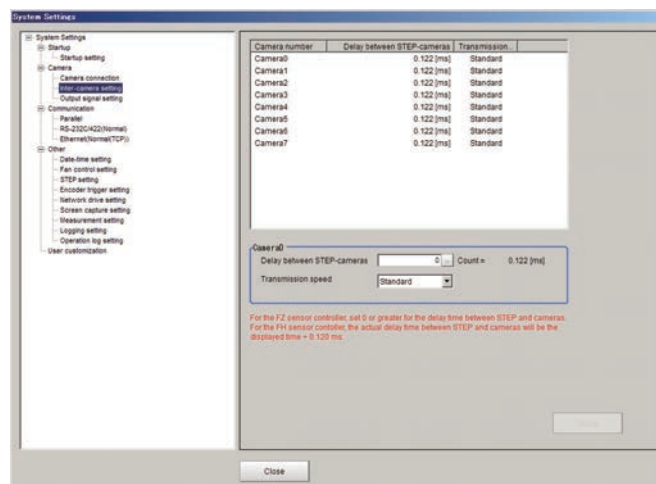 System Settings
System Settings
Startup
Startup setting
Camera
Camera connection
Inter-camera setting
Output signal setting
Communication
Parallel
RS-232C/422(Normal)
Ethernet(Normal(TCP))
Other
Date-time setting
Fan control setting
STEP setting
Encoder trigger setting
Network drive setting
Screen capture setting
Measurement setting
Logging setting
Operation log setting
User customization
Camera number Delay between STEP-cameras Transmission...
Camera0 0.122 [ms] Standard
Camera1 0.122 [ms] Standard
Camera2 0.122 [ms] Standard
Camera3 0.122 [ms] Standard
Camera4 0.122 [ms] Standard
Camera5 0.122 [ms] Standard
Camera6 0.122 [ms] Standard
Camera7 0.122 [ms] Standard
Camera0
Delay between STEP-cameras 0 ... Count = 0.122 [ms]
Transmission speed Standard
For the FZ sensor controller, set 0 or greater for the delay time between STEP and cameras.
For the FH sensor contoller, the actual delay time between STEP and cameras will be the
displayed time + 0.120 ms.
Close